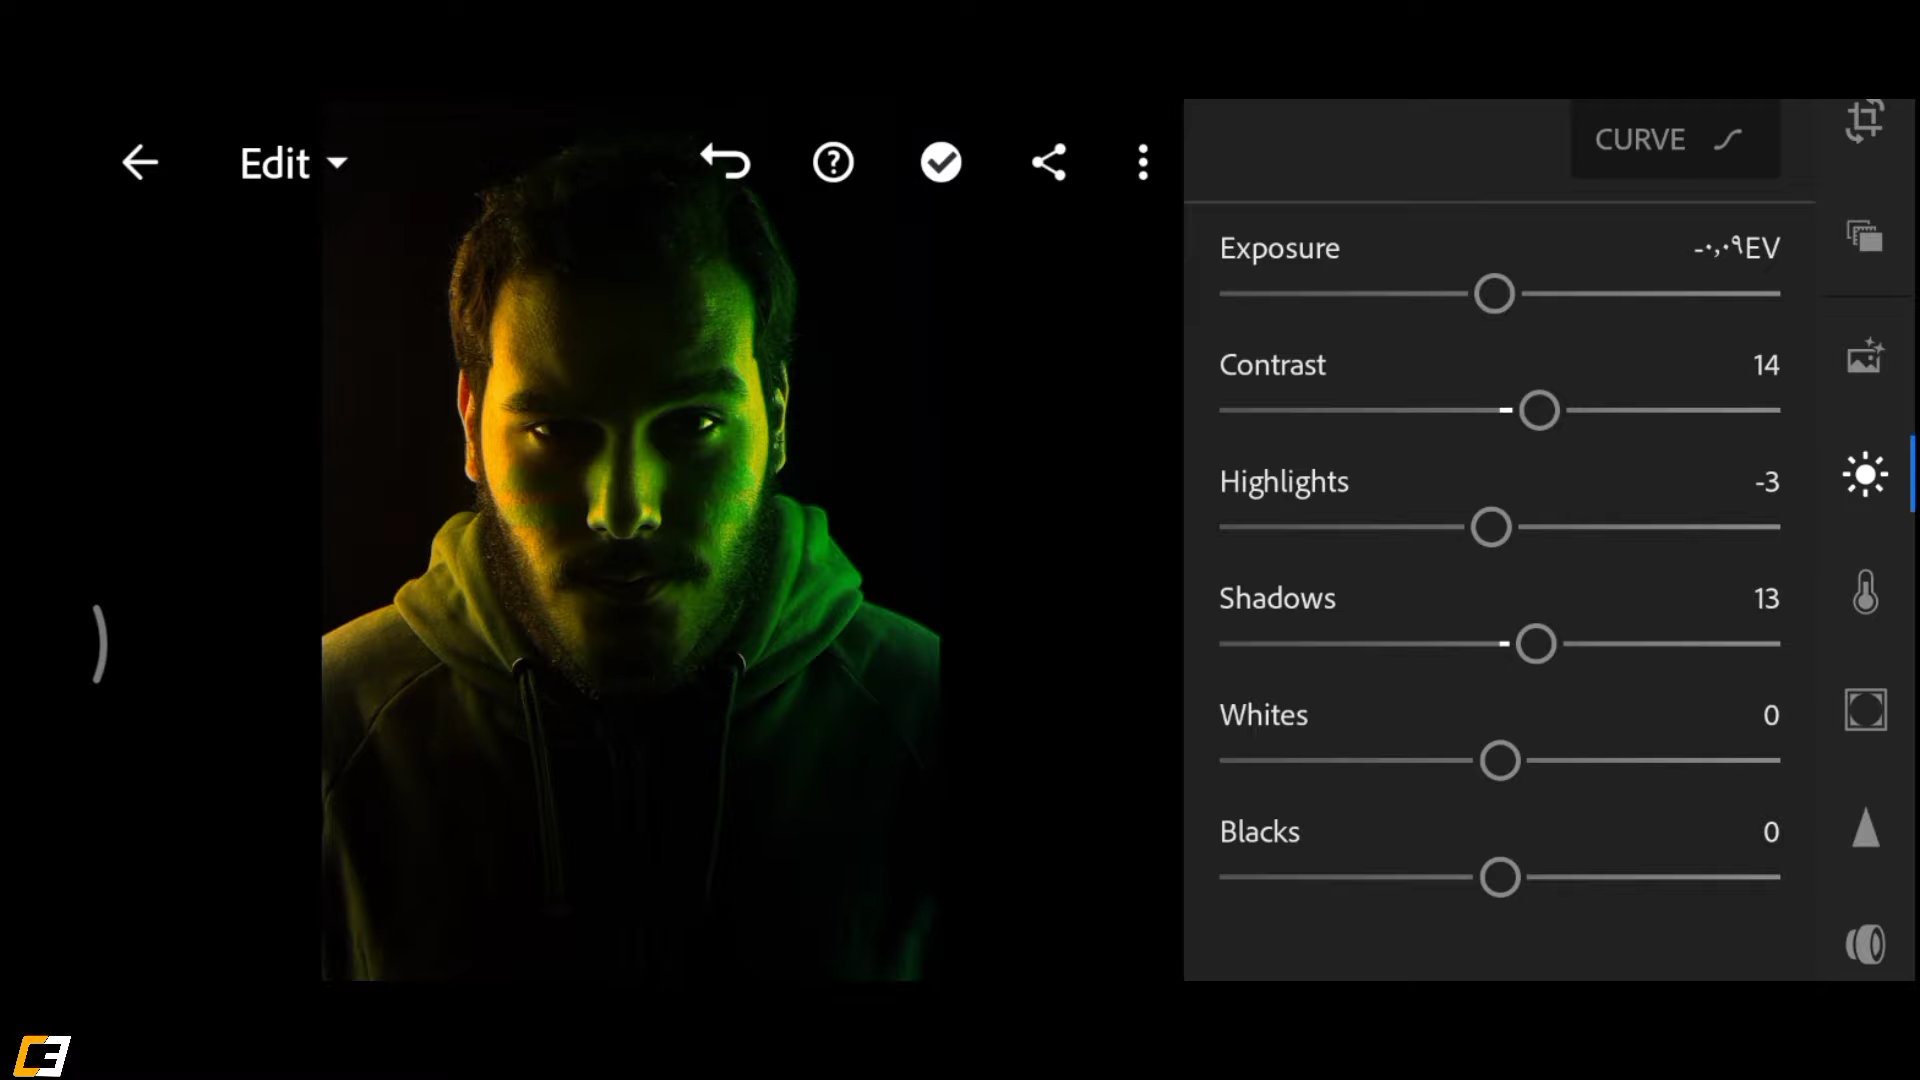 Edit
CURVE
Exposure -٠,٠٩EV
Contrast 14
Highlights -3
Shadows 13
Whites 0
Blacks 0